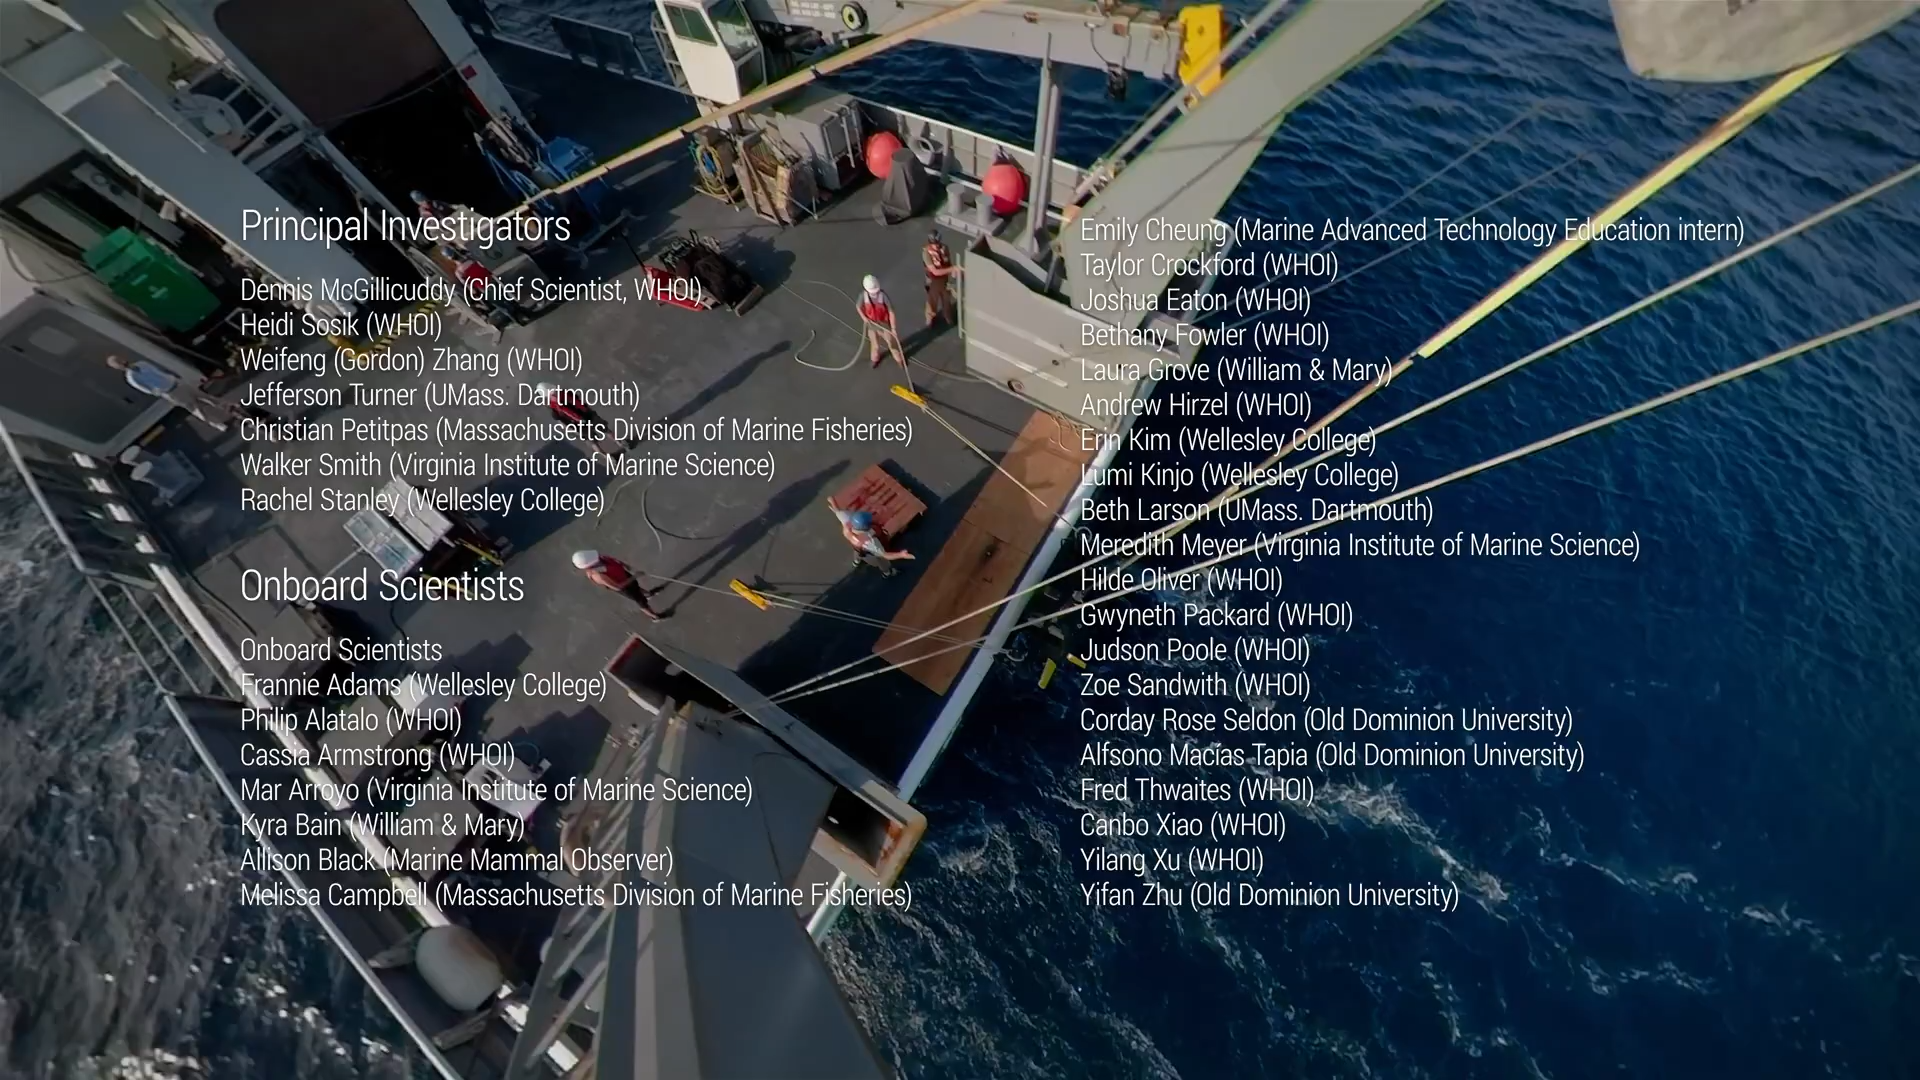 Principal Investigators
Dennis McGillicuddy (Chief Scientist, WHOI)
Heidi Sosik (WHOI)
Weifeng (Gordon) Zhang (WHOI)
Jefferson Turner (UMass. Dartmouth)
Christian Petitpas (Massachusetts Division of Marine Fisheries)
Walker Smith (Virginia Institute of Marine Science)
Rachel Stanley (Wellesley College)
Onboard Scientists
Onboard Scientists
Frannie Adams (Wellesley College)
Philip Alatalo (WHOI)
Cassia Armstrong (WHOI)
Mar Arroyo (Virginia Institute of Marine Science)
Kyra Bain (William & Mary)
Allison Black (Marine Mammal Observer)
Melissa Campbell (Massachusetts Division of Marine Fisheries)
Emily Cheung (Marine Advanced Technology Education intern)
Taylor Crockford (WHOI)
Joshua Eaton (WHOI)
Bethany Fowler (WHOI)
Laura Grove (William & Mary)
Andrew Hirzel (WHOI)
Erin Kim (Wellesley College)
Lumi Kinjo (Wellesley College)
Beth Larson (UMass. Dartmouth)
Meredith Meyer (Virginia Institute of Marine Science)
Hilde Oliver (WHOI)
Gwyneth Packard (WHOI)
Judson Poole (WHOI)
Zoe Sandwith (WHOI)
Corday Rose Seldon (Old Dominion University)
Alfsono Macías Tapia (Old Dominion University)
Fred Thwaites (WHOI)
Canbo Xiao (WHOI)
Yilang Xu (WHOI)
Yifan Zhu (Old Dominion University)